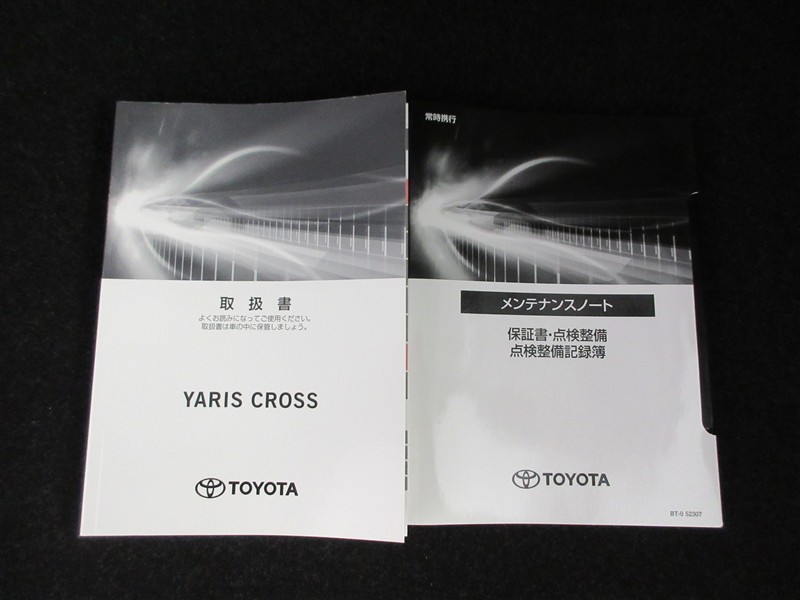 取扱書
よくお読みになってご使用ください。
取扱書は車の中に保管しましょう。
YARIS CROSS
TOYOTA
常時携行
メンテナンスノート
保証書・点検整備
点検整備記録簿
TOYOTA
BT-9 52307